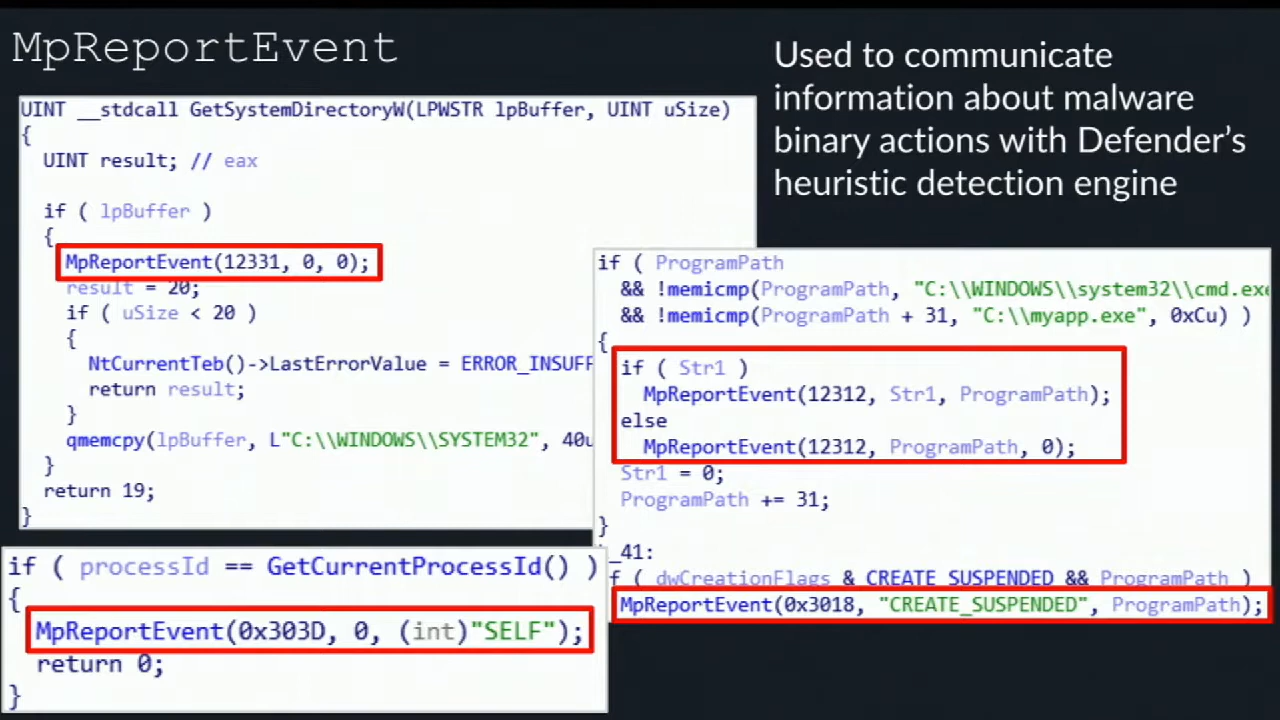 MpReportEvent
Used to communicate
information about malware
binary actions with Defender’s
heuristic detection engine
UINT __stdcall GetSystemDirectoryW(LPWSTR lpBuffer, UINT uSize)
{
  UINT result; // eax
  if ( lpBuffer )
  {
    MpReportEvent(12331, 0, 0);
    result = 20;
    if ( uSize < 20 )
    {
      NtCurrentTeb()->LastErrorValue = ERROR_INSUFF
      return result;
    }
    qmemcpy(lpBuffer, L"C:\\WINDOWS\\SYSTEM32", 40u
  }
  return 19;
}
if ( ProgramPath
  && !memicmp(ProgramPath, "C:\\WINDOWS\\system32\\cmd.exe
  && !memicmp(ProgramPath + 31, "C:\\myapp.exe", 0xCu) )
{
  if ( Str1 )
    MpReportEvent(12312, Str1, ProgramPath);
  else
    MpReportEvent(12312, ProgramPath, 0);
  Str1 = 0;
  ProgramPath += 31;
}
_41:
f ( dwCreationFlags & CREATE_SUSPENDED && ProgramPath )
MpReportEvent(0x3018, "CREATE_SUSPENDED", ProgramPath);
if ( processId == GetCurrentProcessId() )
{
  MpReportEvent(0x303D, 0, (int)"SELF");
  return 0;
}